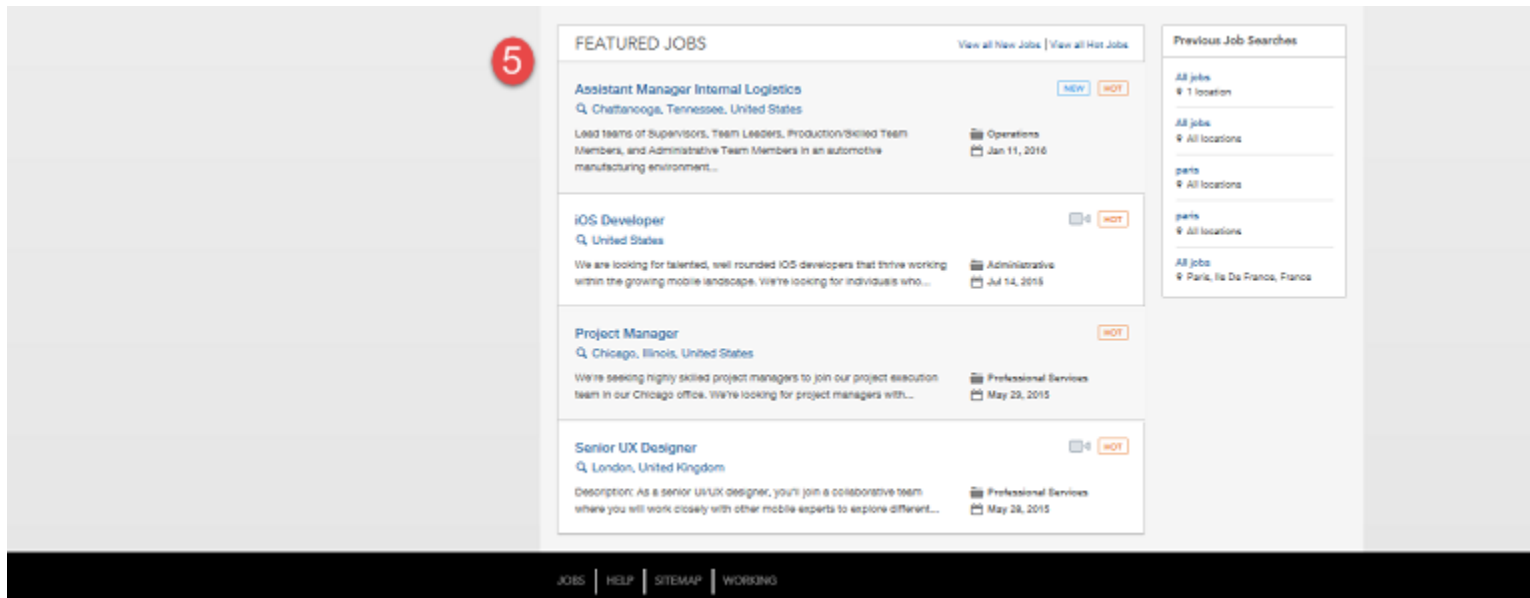 5
FEATURED JOBS
View all New Jobs | View all Hot Jobs
Assistant Manager Internal Logistics
NEW HOT
Chattanooga, Tennessee, United States
Lead teams of Supervisors, Team Leaders, Production/Skilled Team
Members, and Administrative Team Members in an automotive
manufacturing environment...
Operations
Jan 11, 2016
iOS Developer
HOT
United States
We are looking for talented, well rounded iOS developers that thrive working
within the growing mobile landscape. We're looking for individuals who...
Administrative
Jul 14, 2015
Project Manager
HOT
Chicago, Illinois, United States
We're seeking highly skilled project managers to join our project execution
team in our Chicago office. We're looking for project managers with...
Professional Services
May 29, 2015
Senior UX Designer
HOT
London, United Kingdom
Description: As a senior UI/UX designer, you'll join a collaborative team
where you will work closely with other mobile experts to explore different...
Professional Services
May 28, 2015
Previous Job Searches
All jobs
1 location
All jobs
All locations
paris
All locations
paris
All locations
All jobs
Paris, Ile De France, France
JOBS | HELP | SITEMAP | WORKING